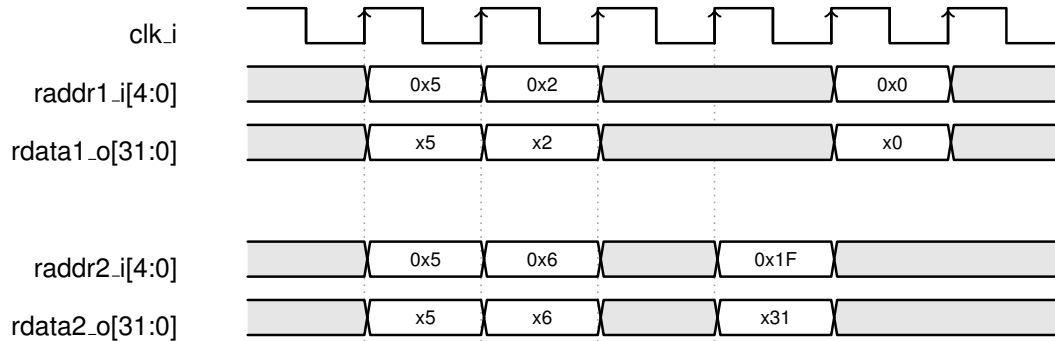 clk_i
raddr1_i[4:0] 0x5 0x2 0x0
rdata1_o[31:0] x5 x2 x0
raddr2_i[4:0] 0x5 0x6 0x1F
rdata2_o[31:0] x5 x6 x31